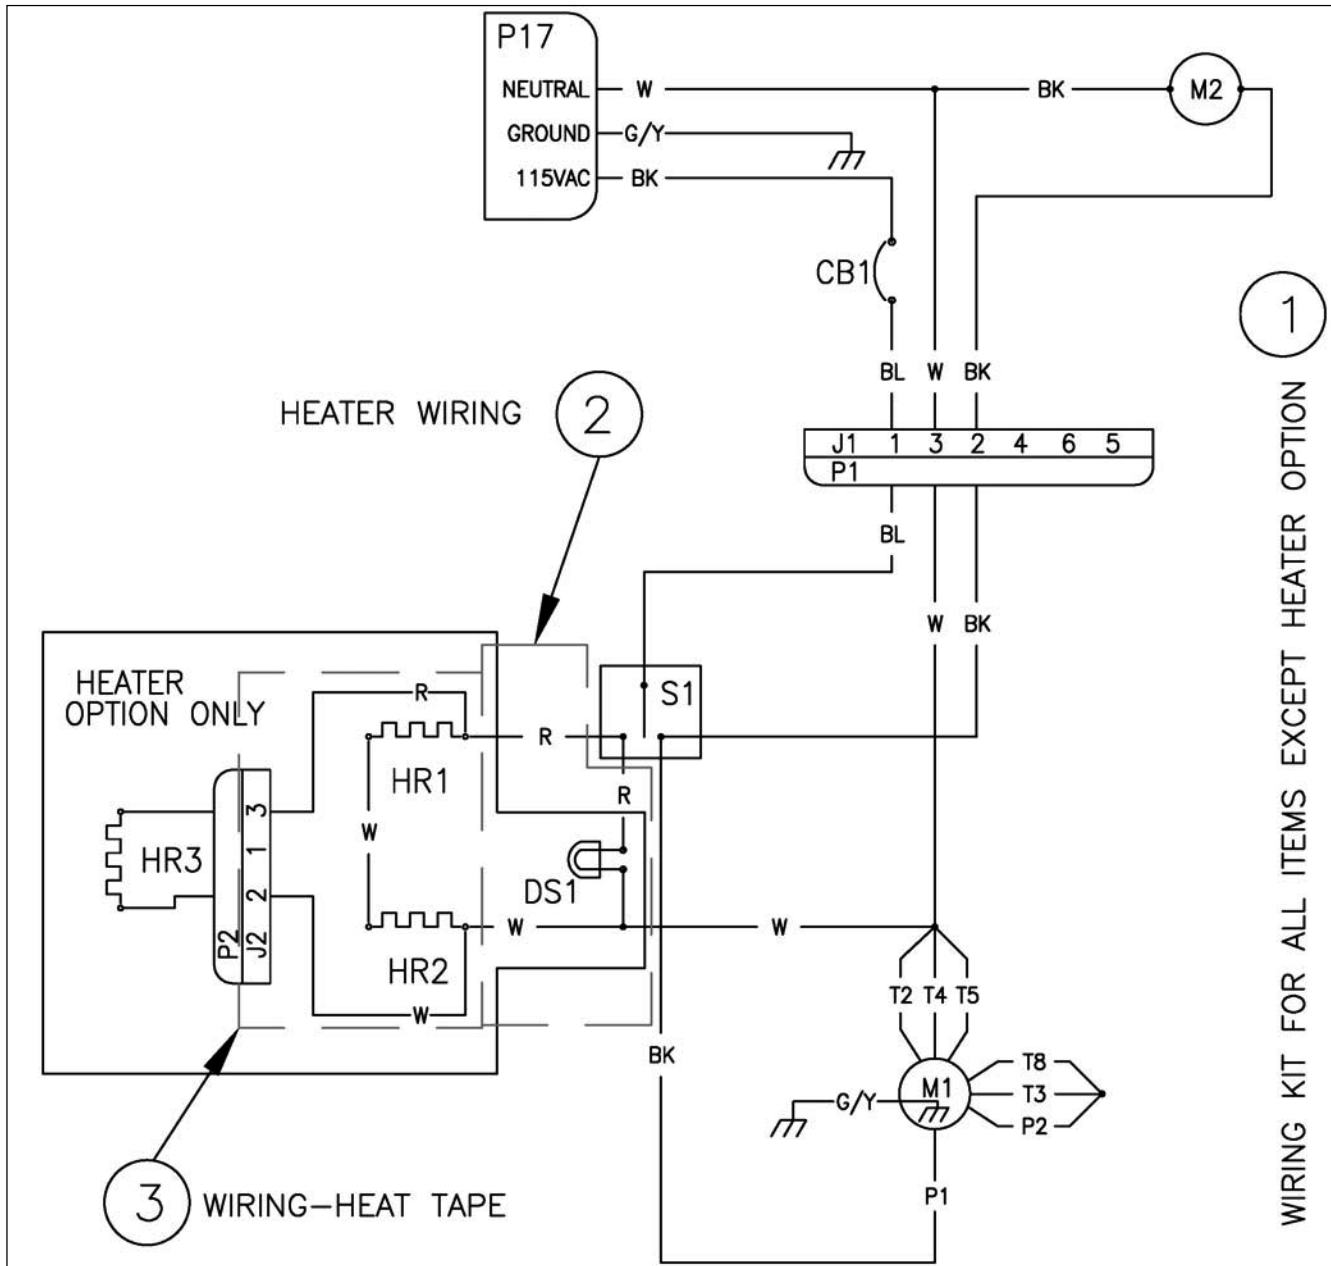 P17
NEUTRAL W BK M2
GROUND G/Y
115VAC BK
CB1
1
BL W BK
HEATER WIRING 2
J1 1 3 2 4 6 5
P1
BL
W BK
HEATER
OPTION ONLY
R
S1
R
HR1
R
W
HR3
3
1
2
P2
J2
DS1
W W
HR2
W
T2 T4 T5
BK
T8
M1
T3
G/Y
P2
P1
3 WIRING-HEAT TAPE
WIRING KIT FOR ALL ITEMS EXCEPT HEATER OPTION